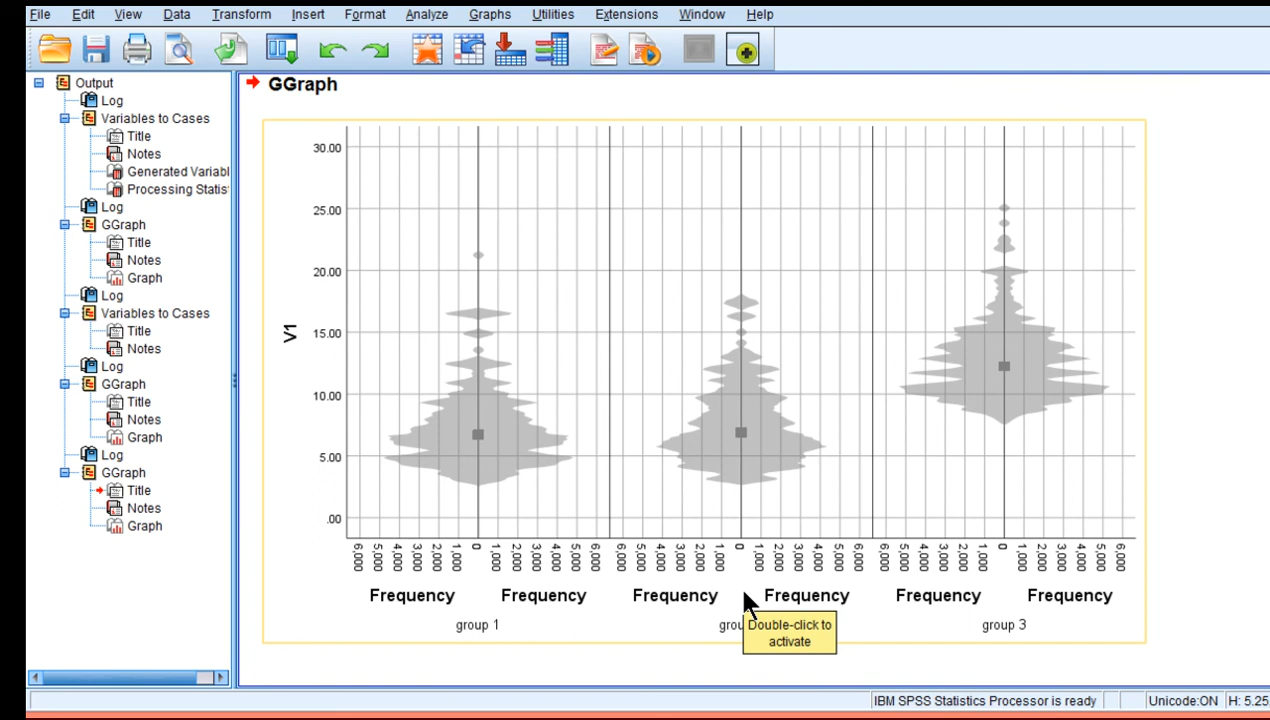 File Edit View Data Transform Insert Format Analyze Graphs Utilities Extensions Window Help
Output
Log
Variables to Cases
Title
Notes
Generated Variabl
Processing Statis
Log
GGraph
Title
Notes
Graph
Log
Variables to Cases
Title
Notes
Log
GGraph
Title
Notes
Graph
Log
GGraph
Title
Notes
Graph
GGraph
V1
30.00
25.00
20.00
15.00
10.00
5.00
.00
6,000 5,000 4,000 3,000 2,000 1,000 0 1,000 2,000 3,000 4,000 5,000 6,000 5,000 4,000 3,000 2,000 1,000 0 1,000 2,000 3,000 4,000 5,000 6,000 5,000 4,000 3,000 2,000 1,000 0 1,000 2,000 3,000 4,000 5,000 6,000
Frequency Frequency Frequency Frequency Frequency Frequency
group 1 grou group 3
Double-click to
activate
IBM SPSS Statistics Processor is ready Unicode:ON H: 5.25